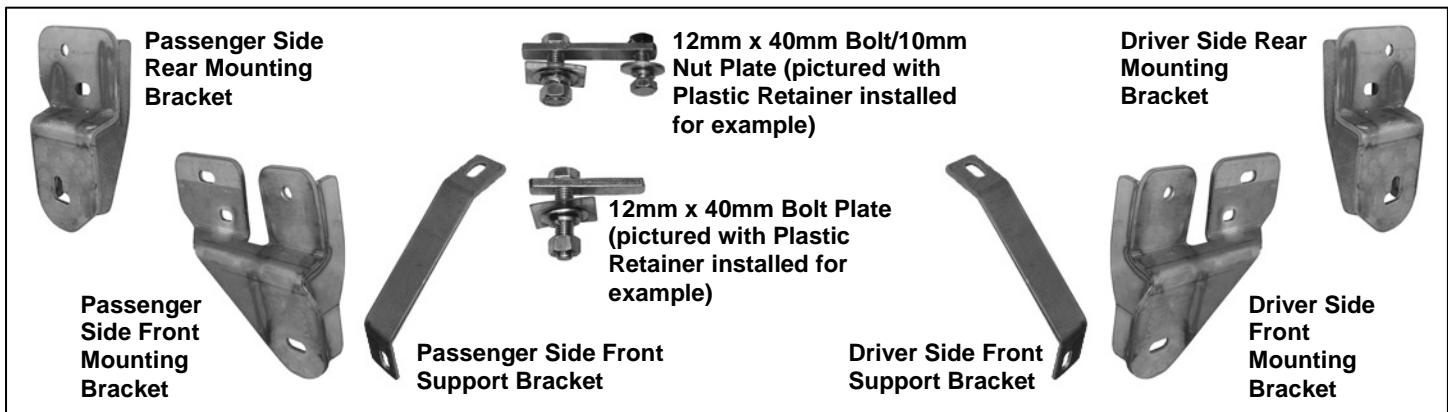 Passenger Side
Rear Mounting
Bracket
12mm x 40mm Bolt/10mm
Nut Plate (pictured with
Plastic Retainer installed
for example)
Driver Side Rear
Mounting
Bracket
12mm x 40mm Bolt Plate
(pictured with Plastic
Retainer installed for
example)
Passenger
Side Front
Mounting
Bracket
Passenger Side Front
Support Bracket
Driver Side Front
Support Bracket
Driver Side
Front
Mounting
Bracket